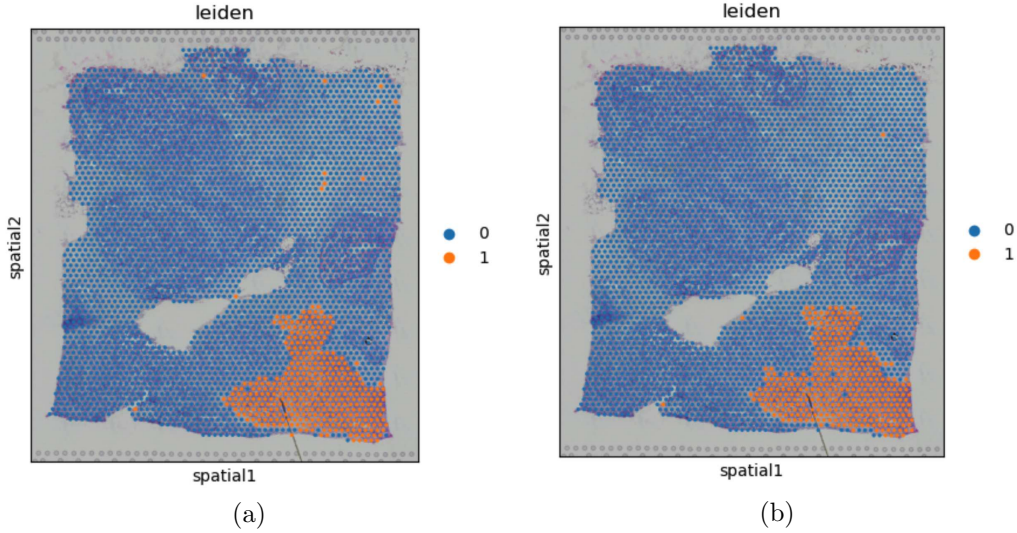 leiden
spatial2
spatial1
0
1
(a)
leiden
spatial2
spatial1
0
1
(b)